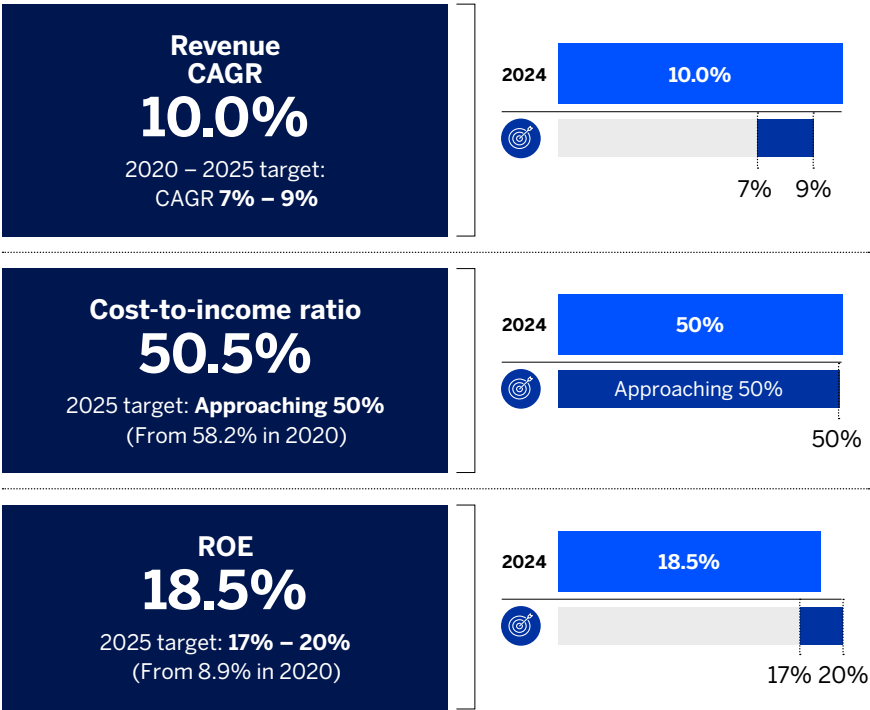 Revenue
CAGR
10.0%
2020 – 2025 target:
CAGR 7% – 9%
2024
10.0%
7%
9%
Cost-to-income ratio
50.5%
2025 target: Approaching 50%
(From 58.2% in 2020)
2024
50%
Approaching 50%
50%
ROE
18.5%
2025 target: 17% – 20%
(From 8.9% in 2020)
2024
18.5%
17% 20%